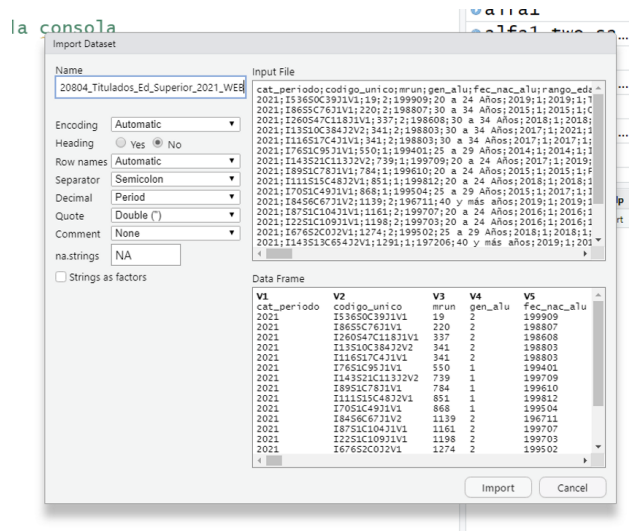 la consola
alfa1
Import Dataset
Name
20804_Titulados_Ed_Superior_2021_WEB
Encoding Automatic
Heading Yes No
Row names Automatic
Separator Semicolon
Decimal Period
Quote Double (")
Comment None
na.strings NA
Strings as factors
Input File
cat_periodo;codigo_unico;mrun;gen_alu;fec_nac_alu;rango_eda
2021;I536S0C39J1V1;19;2;199909;20 a 24 Años;2019;1;2019;1;
2021;I86S5C76J1V1;220;2;198807;30 a 34 Años;2015;1;2015;1;
2021;I260S47C118J1V1;337;2;198608;30 a 34 Años;2018;1;2018;
2021;I13S10C384J2V2;341;2;198803;30 a 34 Años;2017;1;2021;1
2021;I116S17C4J1V1;341;2;198803;30 a 34 Años;2017;1;2017;1;
2021;I76S1C95J1V1;550;1;199401;25 a 29 Años;2014;1;2014;1;
2021;I143S21C113J2V2;739;1;199709;20 a 24 Años;2017;1;2019;
2021;I89S1C78J1V1;784;1;199610;20 a 24 Años;2015;1;2015;1;
2021;I111S15C48J2V1;851;1;199812;20 a 24 Años;2018;1;2018;1
2021;I70S1C49J1V1;868;1;199504;25 a 29 Años;2015;1;2017;1;
2021;I84S6C67J1V2;1139;2;196711;40 y más años;2019;1;2019;1
2021;I87S1C104J1V1;1161;2;199707;20 a 24 Años;2016;1;2016;1
2021;I22S1C109J1V1;1198;2;199703;20 a 24 Años;2016;1;2016;1
2021;I676S2C0J2V1;1274;2;199502;25 a 29 Años;2018;1;2018;1;
2021;I143S13C654J2V1;1291;1;197206;40 y más años;2019;1;201
Data Frame
V1 V2 V3 V4 V5
cat_periodo codigo_unico mrun gen_alu fec_nac_alu
2021 I536S0C39J1V1 19 2 199909
2021 I86S5C76J1V1 220 2 198807
2021 I260S47C118J1V1 337 2 198608
2021 I13S10C384J2V2 341 2 198803
2021 I116S17C4J1V1 341 2 198803
2021 I76S1C95J1V1 550 1 199401
2021 I143S21C113J2V2 739 1 199709
2021 I89S1C78J1V1 784 1 199610
2021 I111S15C48J2V1 851 1 199812
2021 I70S1C49J1V1 868 1 199504
2021 I84S6C67J1V2 1139 2 196711
2021 I87S1C104J1V1 1161 2 199707
2021 I22S1C109J1V1 1198 2 199703
2021 I676S2C0J2V1 1274 2 199502
Import Cancel